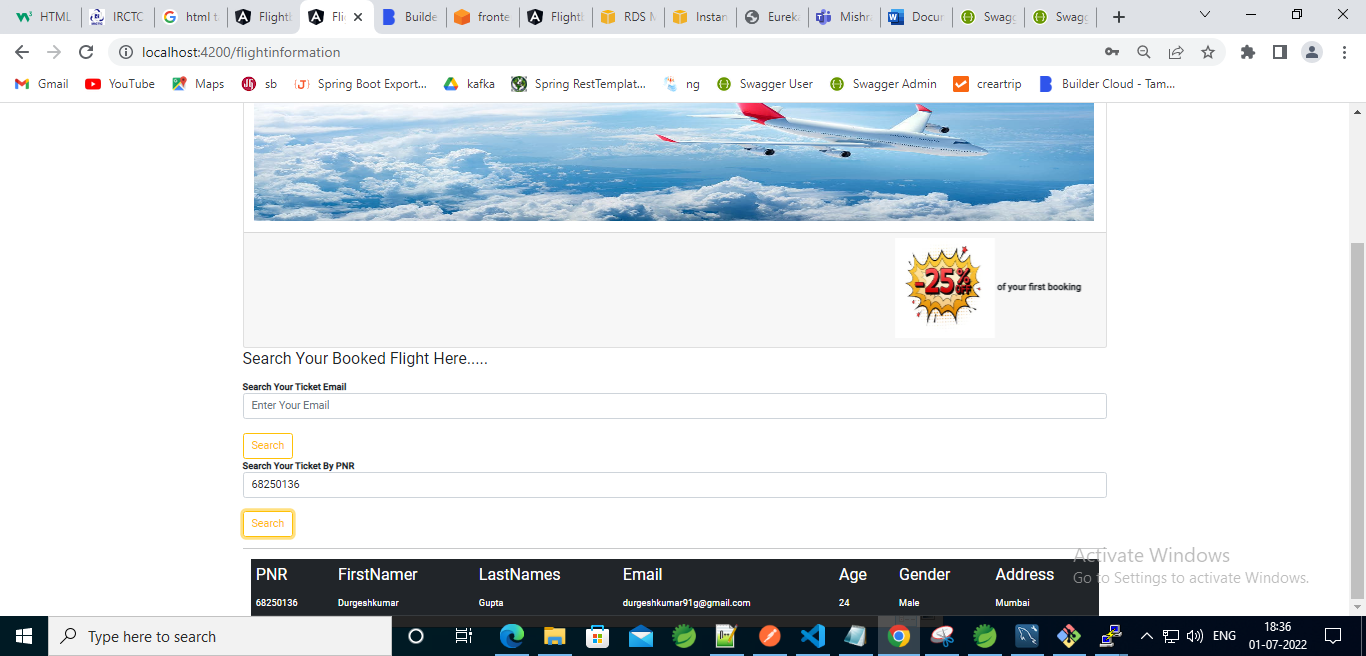 HTML
IRCTC
html t
Flight
Fli
Builde
fronte
Flight
RDS M
Instan
Eurek
Mishr
Docur
Swag
Swag
localhost:4200/flightinformation
Gmail
YouTube
Maps
sb
Spring Boot Export...
kafka
Spring RestTemplat...
ng
Swagger User
Swagger Admin
creartrip
Builder Cloud - Tam...
-25% OFF
of your first booking
Search Your Booked Flight Here.....
Search Your Ticket Email
Enter Your Email
Search
Search Your Ticket By PNR
68250136
Search
PNR FirstNamer LastNames Email Age Gender Address
68250136 Durgeshkumar Gupta durgeshkumar91g@gmail.com 24 Male Mumbai
Activate Windows
Go to Settings to activate Windows.
Type here to search
ENG
18:36
01-07-2022